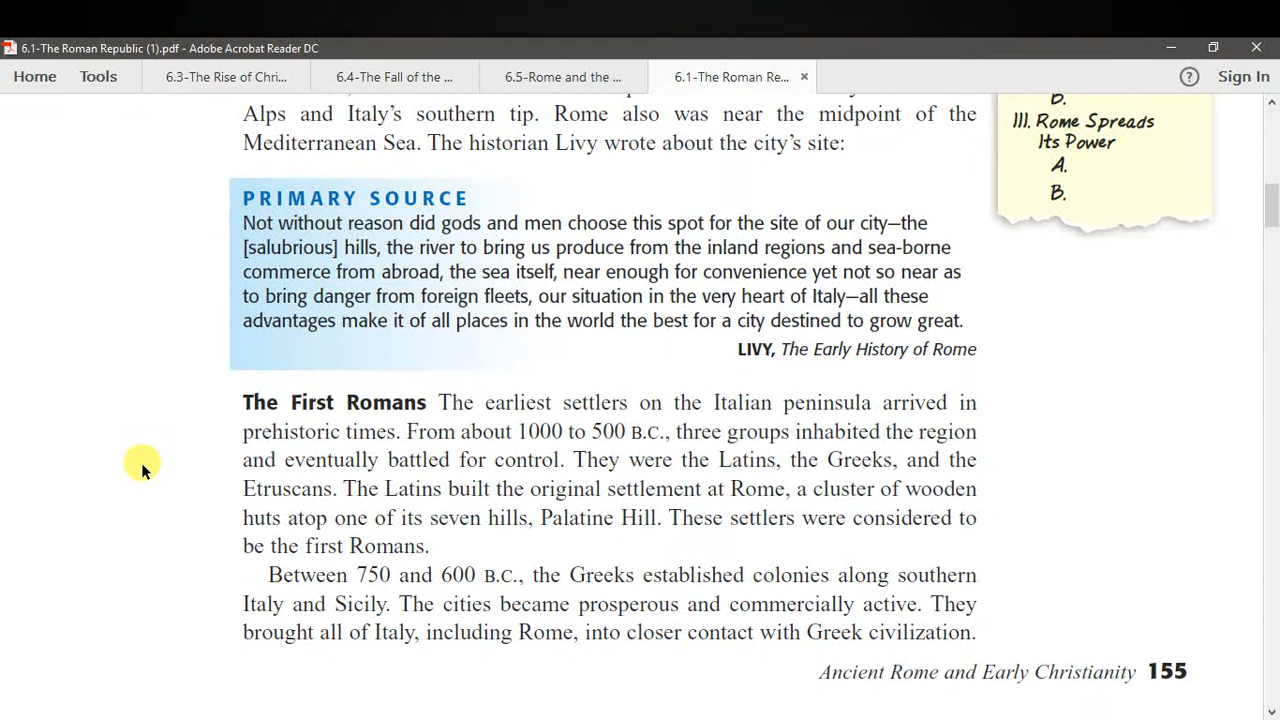 6.1-The Roman Republic (1).pdf - Adobe Acrobat Reader DC
Home Tools 6.3-The Rise of Chri... 6.4-The Fall of the ... 6.5-Rome and the ... 6.1-The Roman Re... × ? Sign In
Alps and Italy's southern tip. Rome also was near the midpoint of the
Mediterranean Sea. The historian Livy wrote about the city's site:
PRIMARY SOURCE
Not without reason did gods and men choose this spot for the site of our city—the
[salubrious] hills, the river to bring us produce from the inland regions and sea-borne
commerce from abroad, the sea itself, near enough for convenience yet not so near as
to bring danger from foreign fleets, our situation in the very heart of Italy—all these
advantages make it of all places in the world the best for a city destined to grow great.
LIVY, The Early History of Rome
The First Romans The earliest settlers on the Italian peninsula arrived in
prehistoric times. From about 1000 to 500 B.C., three groups inhabited the region
and eventually battled for control. They were the Latins, the Greeks, and the
Etruscans. The Latins built the original settlement at Rome, a cluster of wooden
huts atop one of its seven hills, Palatine Hill. These settlers were considered to
be the first Romans.
Between 750 and 600 B.C., the Greeks established colonies along southern
Italy and Sicily. The cities became prosperous and commercially active. They
brought all of Italy, including Rome, into closer contact with Greek civilization.
B.
III. Rome Spreads
Its Power
A.
B.
Ancient Rome and Early Christianity 155